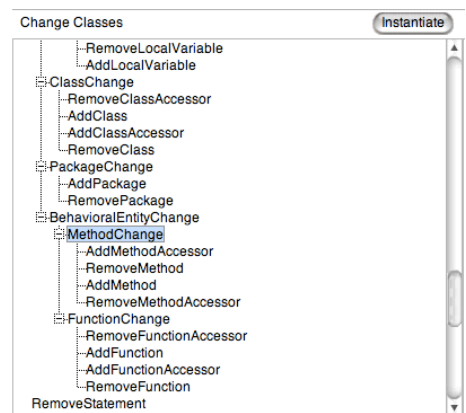 Change Classes
Instantiate
RemoveLocalVariable
AddLocalVariable
ClassChange
RemoveClassAccessor
AddClass
AddClassAccessor
RemoveClass
PackageChange
AddPackage
RemovePackage
BehavioralEntityChange
MethodChange
AddMethodAccessor
RemoveMethod
AddMethod
RemoveMethodAccessor
FunctionChange
RemoveFunctionAccessor
AddFunction
AddFunctionAccessor
RemoveFunction
RemoveStatement